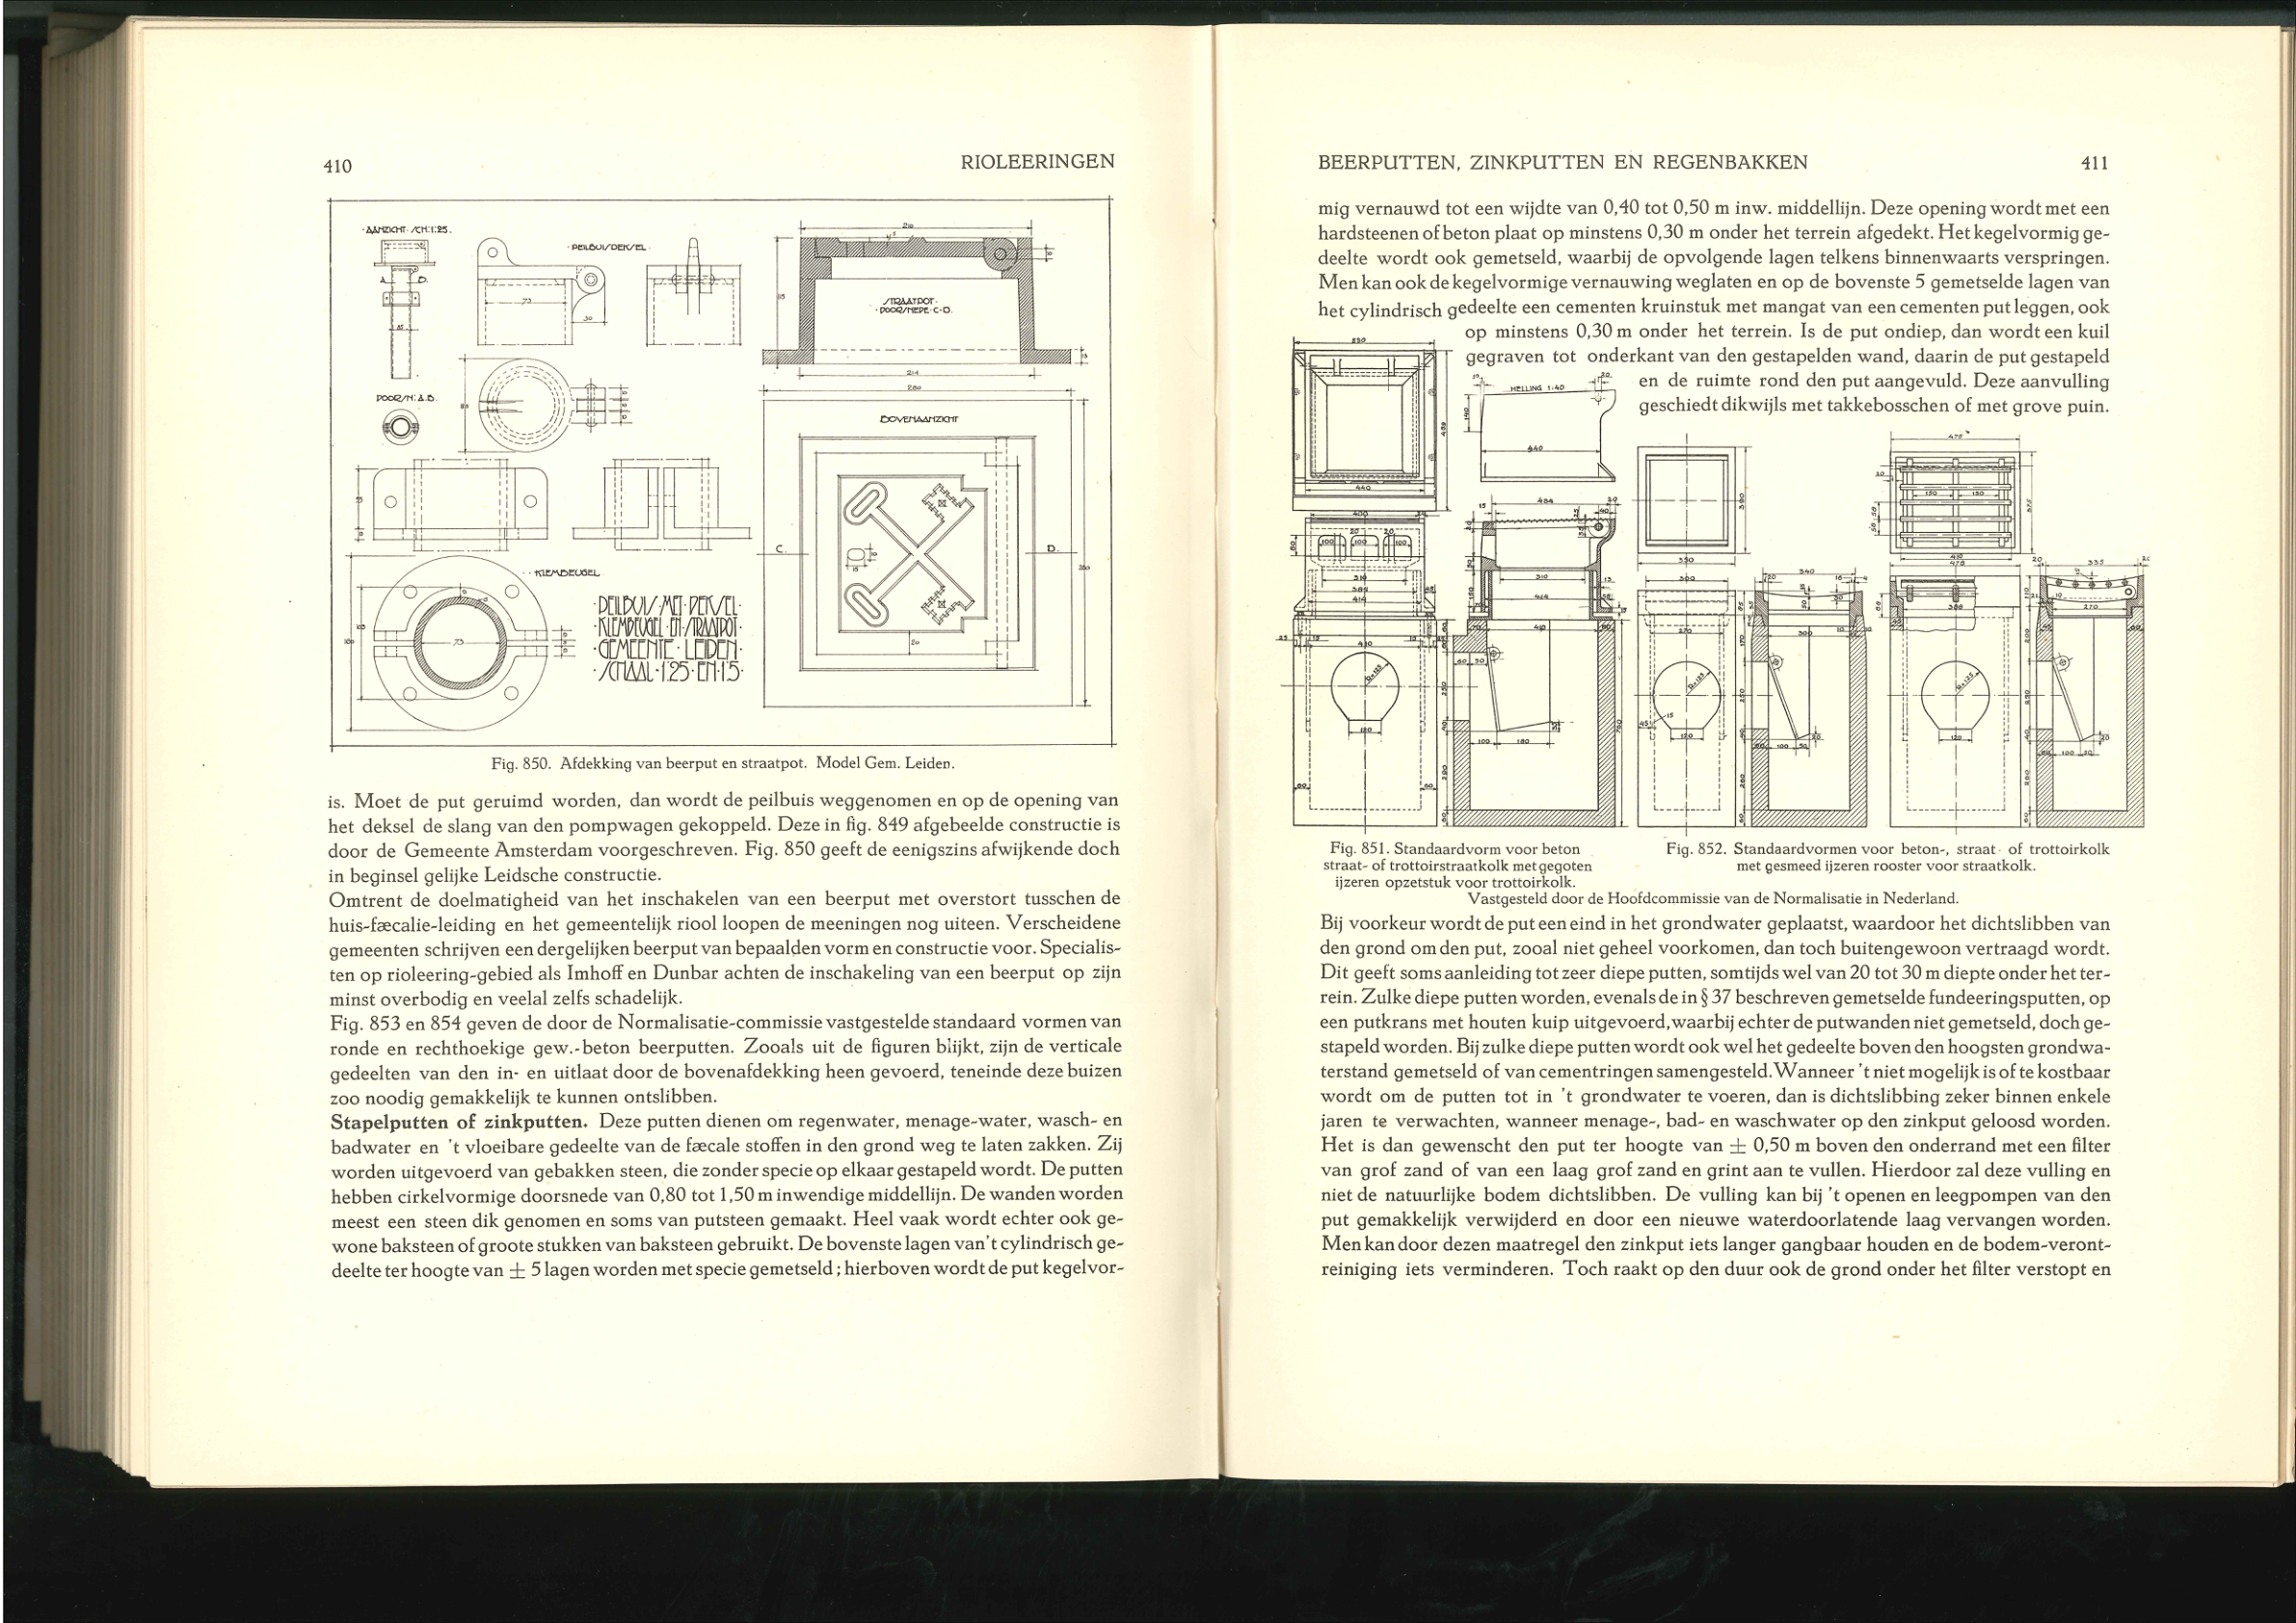 410
RIOLEERINGEN
·AANZICHT·SCH:1:25.
·PEILBUISDEKSEL·
A.
B.
DOORSN: A.B.
·STRAATPOT·
·DOORSNEDE·C-D.
BOVENAANZICHT
C.
D.
·KLEMBEUGEL
·PEILBUIS·MET·DEKSEL·
·KLEMBEUGEL·EN·STRAATPOT·
·GEMEENTE·LEIDEN·
·SCHAAL·1:25·EN·1:5·
Fig. 850. Afdekking van beerput en straatpot. Model Gem. Leiden.
is. Moet de put geruimd worden, dan wordt de peilbuis weggenomen en op de opening van
het deksel de slang van den pompwagen gekoppeld. Deze in fig. 849 afgebeelde constructie is
door de Gemeente Amsterdam voorgeschreven. Fig. 850 geeft de eenigszins afwijkende doch
in beginsel gelijke Leidsche constructie.
Omtrent de doelmatigheid van het inschakelen van een beerput met overstort tusschen de
huis-fæcalie-leiding en het gemeentelijk riool loopen de meeningen nog uiteen. Verscheidene
gemeenten schrijven een dergelijken beerput van bepaalden vorm en constructie voor. Specialis-
ten op rioleering-gebied als Imhoff en Dunbar achten de inschakeling van een beerput op zijn
minst overbodig en veelal zelfs schadelijk.
Fig. 853 en 854 geven de door de Normalisatie-commissie vastgestelde standaard vormen van
ronde en rechthoekige gew.-beton beerputten. Zooals uit de figuren blijkt, zijn de verticale
gedeelten van den in- en uitlaat door de bovenafdekking heen gevoerd, teneinde deze buizen
zoo noodig gemakkelijk te kunnen ontslibben.
Stapelputten of zinkputten. Deze putten dienen om regenwater, menage-water, wasch- en
badwater en 't vloeibare gedeelte van de fæcale stoffen in den grond weg te laten zakken. Zij
worden uitgevoerd van gebakken steen, die zonder specie op elkaar gestapeld wordt. De putten
hebben cirkelvormige doorsnede van 0,80 tot 1,50 m inwendige middellijn. De wanden worden
meest een steen dik genomen en soms van putsteen gemaakt. Heel vaak wordt echter ook ge-
wone baksteen of groote stukken van baksteen gebruikt. De bovenste lagen van't cylindrisch ge-
deelte ter hoogte van ± 5 lagen worden met specie gemetseld ; hierboven wordt de put kegelvor-
BEERPUTTEN, ZINKPUTTEN EN REGENBAKKEN
411
mig vernauwd tot een wijdte van 0,40 tot 0,50 m inw. middellijn. Deze opening wordt met een
hardsteenen of beton plaat op minstens 0,30 m onder het terrein afgedekt. Het kegelvormig ge-
deelte wordt ook gemetseld, waarbij de opvolgende lagen telkens binnenwaarts verspringen.
Men kan ook de kegelvormige vernauwing weglaten en op de bovenste 5 gemetselde lagen van
het cylindrisch gedeelte een cementen kruinstuk met mangat van een cementen put leggen, ook
op minstens 0,30 m onder het terrein. Is de put ondiep, dan wordt een kuil
gegraven tot onderkant van den gestapelden wand, daarin de put gestapeld
en de ruimte rond den put aangevuld. Deze aanvulling
geschiedt dikwijls met takkebosschen of met grove puin.
HELLING 1:40
Fig. 851. Standaardvorm voor beton
straat- of trottoirstraatkolk met gegoten
ijzeren opzetstuk voor trottoirkolk.
Fig. 852. Standaardvormen voor beton-, straat- of trottoirkolk
met gesmeed ijzeren rooster voor straatkolk.
Vastgesteld door de Hoofdcommissie van de Normalisatie in Nederland.
Bij voorkeur wordt de put een eind in het grondwater geplaatst, waardoor het dichtslibben van
den grond om den put, zooal niet geheel voorkomen, dan toch buitengewoon vertraagd wordt.
Dit geeft soms aanleiding tot zeer diepe putten, somtijds wel van 20 tot 30 m diepte onder het ter-
rein. Zulke diepe putten worden, evenals de in § 37 beschreven gemetselde fundeeringsputten, op
een putkrans met houten kuip uitgevoerd, waarbij echter de putwanden niet gemetseld, doch ge-
stapeld worden. Bij zulke diepe putten wordt ook wel het gedeelte boven den hoogsten grondwa-
terstand gemetseld of van cementringen samengesteld. Wanneer 't niet mogelijk is of te kostbaar
wordt om de putten tot in 't grondwater te voeren, dan is dichtslibbing zeker binnen enkele
jaren te verwachten, wanneer menage-, bad- en waschwater op den zinkput geloosd worden.
Het is dan gewenscht den put ter hoogte van ± 0,50 m boven den onderrand met een filter
van grof zand of van een laag grof zand en grint aan te vullen. Hierdoor zal deze vulling en
niet de natuurlijke bodem dichtslibben. De vulling kan bij 't openen en leegpompen van den
put gemakkelijk verwijderd en door een nieuwe waterdoorlatende laag vervangen worden.
Men kan door dezen maatregel den zinkput iets langer gangbaar houden en de bodem-veront-
reiniging iets verminderen. Toch raakt op den duur ook de grond onder het filter verstopt en